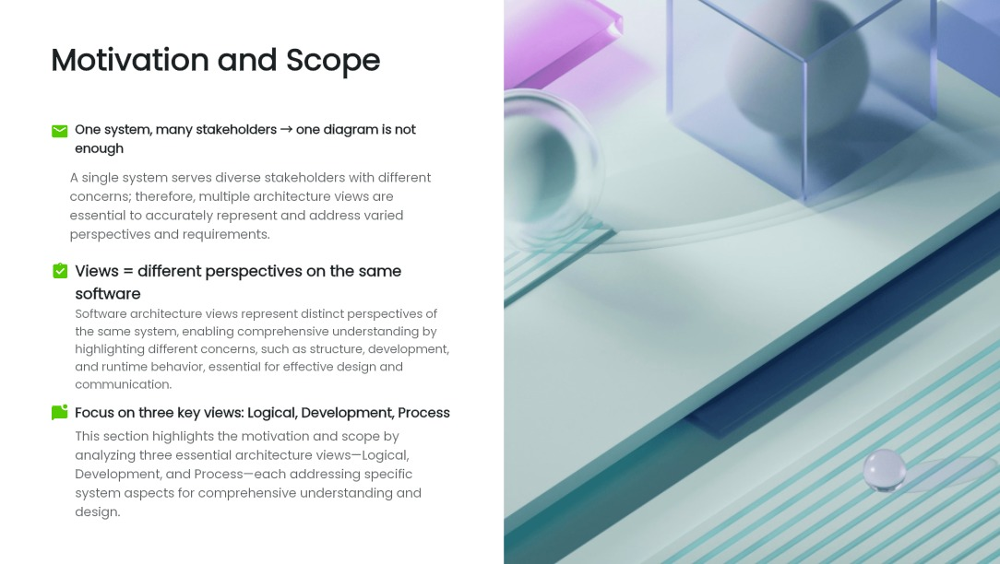 Motivation and Scope
One system, many stakeholders → one diagram is not
enough
A single system serves diverse stakeholders with different
concerns; therefore, multiple architecture views are
essential to accurately represent and address varied
perspectives and requirements.
Views = different perspectives on the same
software
Software architecture views represent distinct perspectives of
the same system, enabling comprehensive understanding by
highlighting different concerns, such as structure, development,
and runtime behavior, essential for effective design and
communication.
Focus on three key views: Logical, Development, Process
This section highlights the motivation and scope by
analyzing three essential architecture views—Logical,
Development, and Process—each addressing specific
system aspects for comprehensive understanding and
design.